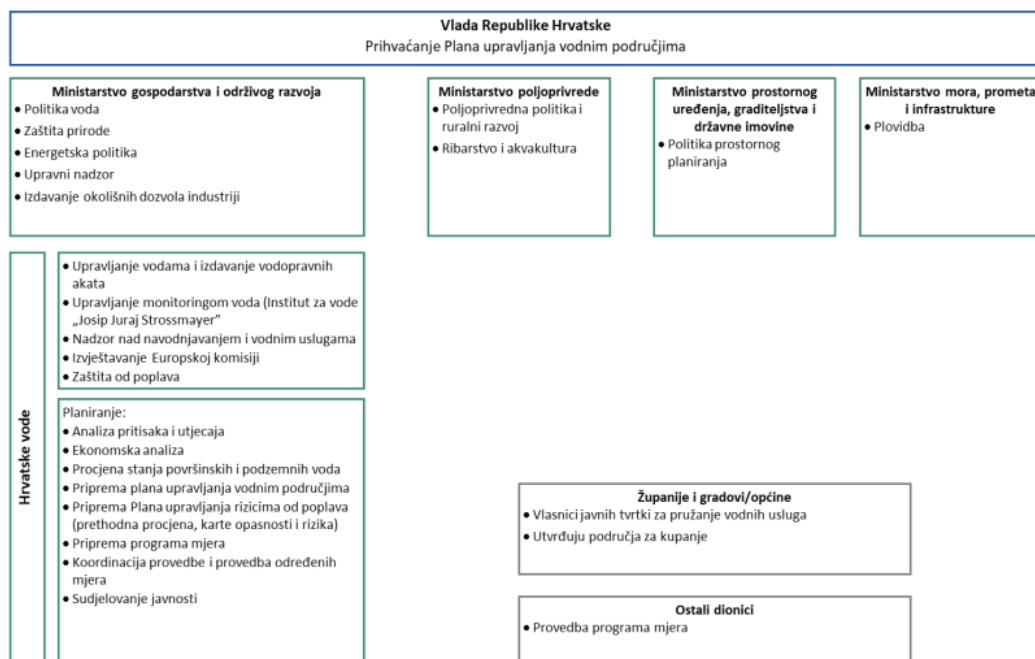 Vlada Republike Hrvatske
Prihvaćanje Plana upravljanja vodnim područjima
Ministarstvo gospodarstva i održivog razvoja
• Politika voda
• Zaštita prirode
• Energetska politika
• Upravni nadzor
• Izdavanje okolišnih dozvola industriji
Ministarstvo poljoprivrede
• Poljoprivredna politika i
ruralni razvoj
• Ribarstvo i akvakultura
Ministarstvo prostornog
uređenja, graditeljstva i
državne imovine
• Politika prostornog
planiranja
Ministarstvo mora, prometa
i infrastrukture
• Plovidba
Hrvatske vode
• Upravljanje vodama i izdavanje vodopravnih
akata
• Upravljanje monitoringom voda (Institut za vode
„Josip Juraj Strossmayer”
• Nadzor nad navodnjavanjem i vodnim uslugama
• Izvještavanje Europskoj komisiji
• Zaštita od poplava
Planiranje:
• Analiza pritisaka i utjecaja
• Ekonomska analiza
• Procjena stanja površinskih i podzemnih voda
• Priprema plana upravljanja vodnim područjima
• Priprema Plana upravljanja rizicima od poplava
(prethodna procjena, karte opasnosti i rizika)
• Priprema programa mjera
• Koordinacija provedbe i provedba određenih
mjera
• Sudjelovanje javnosti
Županije i gradovi/općine
• Vlasnici javnih tvrtki za pružanje vodnih usluga
• Utvrđuju područja za kupanje
Ostali dionici
• Provedba programa mjera